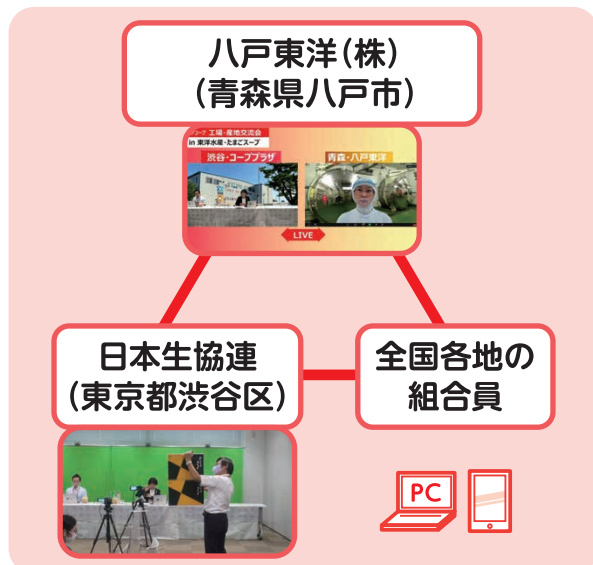 八戸東洋(株)
(青森県八戸市)
工場・産地交流会
in 東洋水産・たまごスープ
渋谷・コーププラザ
青森・八戸東洋
LIVE
日本生協連
(東京都渋谷区)
全国各地の
組合員
PC